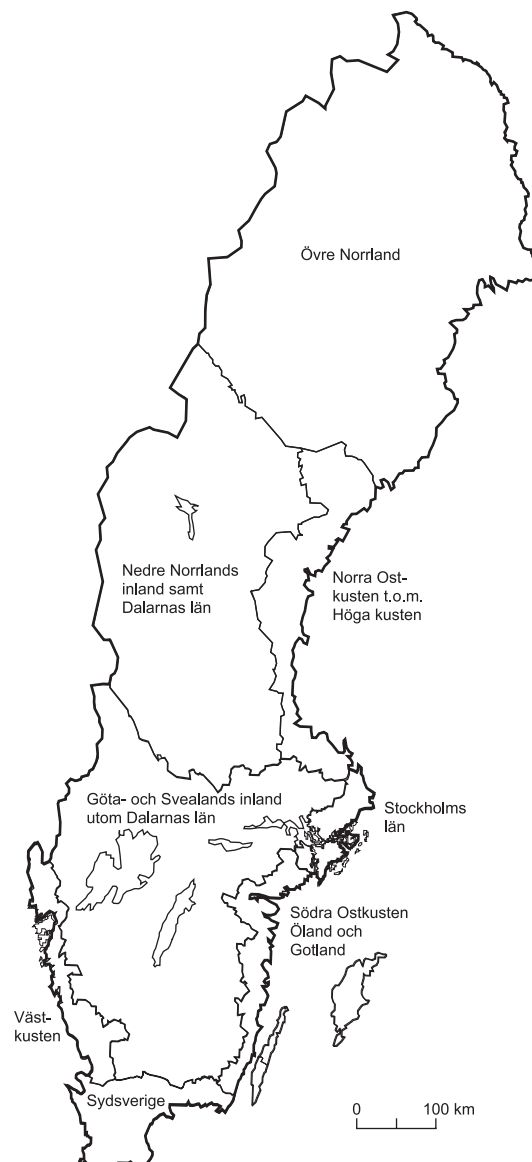 Övre Norrland
Nedre Norrlands
inland samt
Dalarnas län
Norra Ost-
kusten t.o.m.
Höga kusten
Göta- och Svealands inland
utom Dalarnas län
Stockholms
län
Södra Ostkusten
Öland och
Gotland
Väst-
kusten
Sydsverige
0 100 km